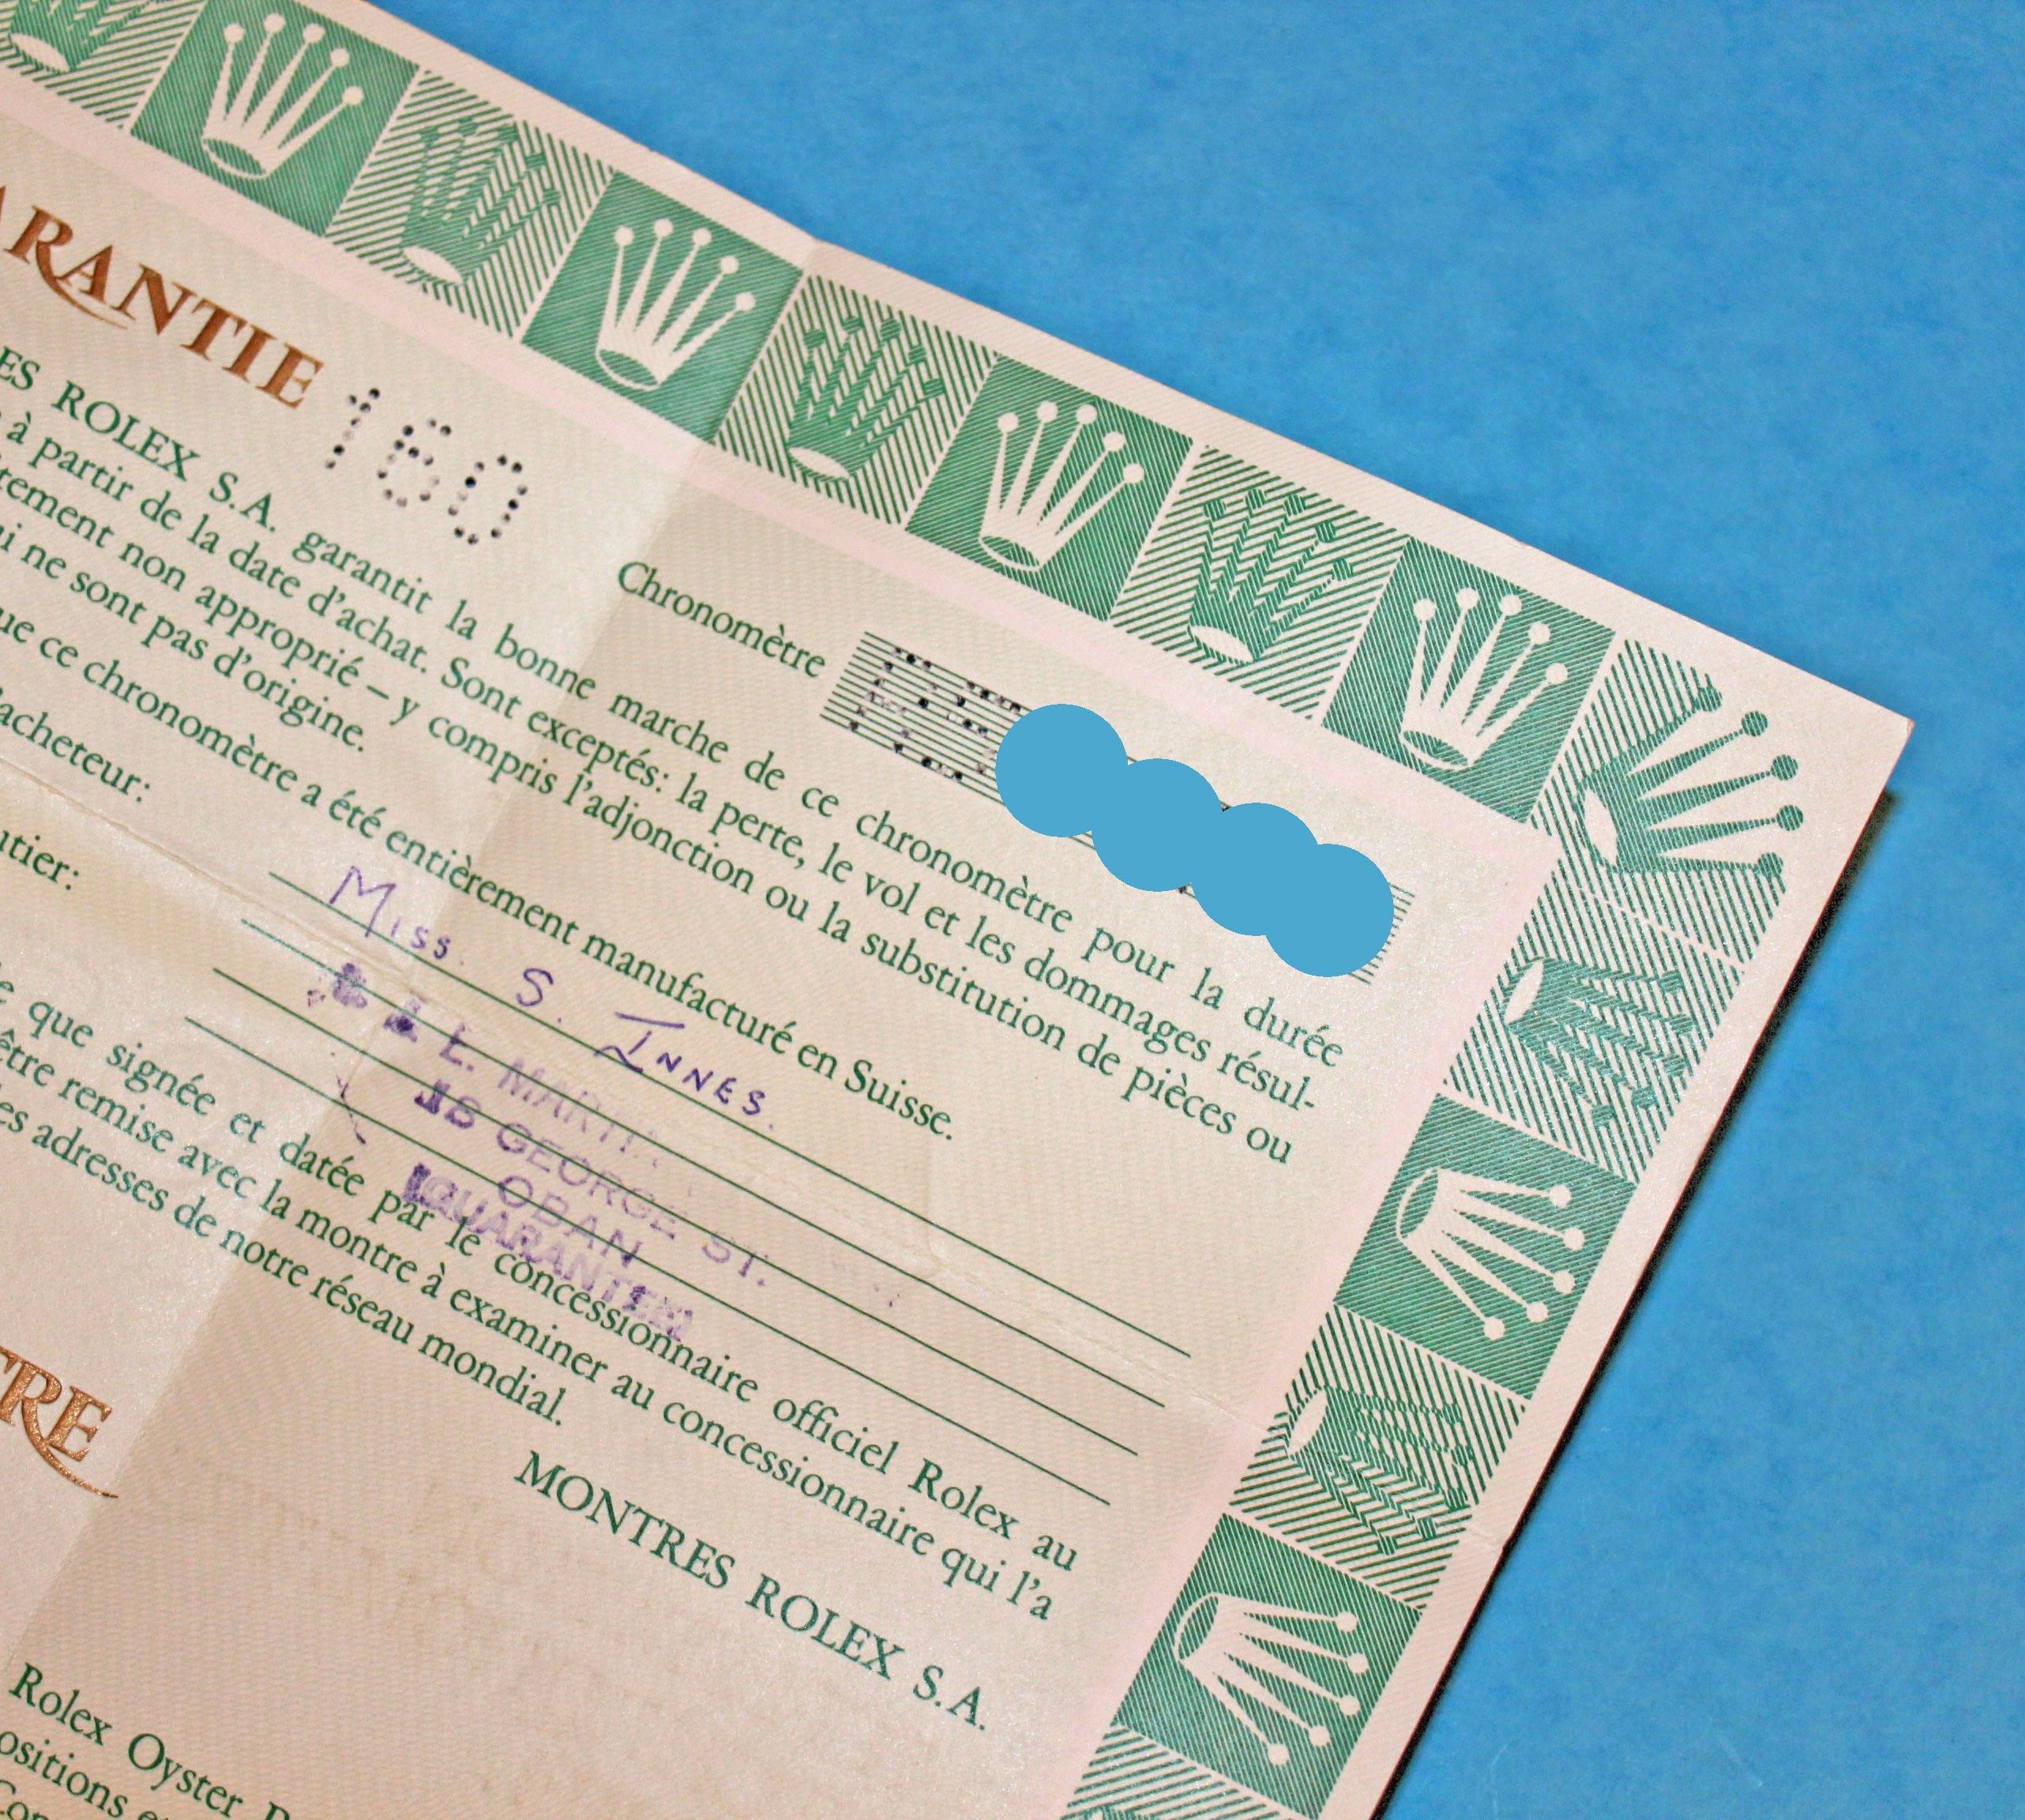 RANTIE 160
Chronomètre
ES ROLEX S.A. garantit la bonne marche de ce chronomètre pour la durée
à partir de la date d'achat. Sont exceptés: la perte, le vol et les dommages résul-
tement non approprié – y compris l'adjonction ou la substitution de pièces ou
ui ne sont pas d'origine.
ue ce chronomètre a été entièrement manufacturé en Suisse.
acheteur: Miss. S. INNES.
tier:
L.
18 GEORGE ST.
OBAN
e que signée et datée par le concessionnaire officiel Rolex au
être remise avec la montre à examiner au concessionnaire qui l'a
es adresses de notre réseau mondial.
MONTRES ROLEX S.A.
TRE
Rolex Oyster
ositions